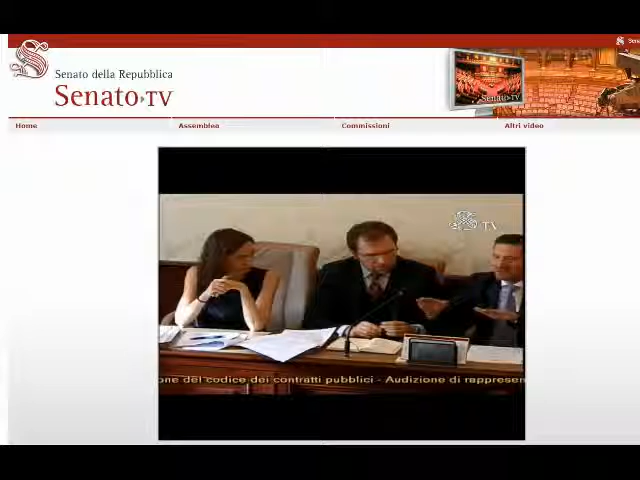 Senato della Repubblica
Senato TV
Senato TV
Home
Assemblea
Commissioni
Altri video
TV
one del codice dei contratti pubblici - Audizione di rappresen